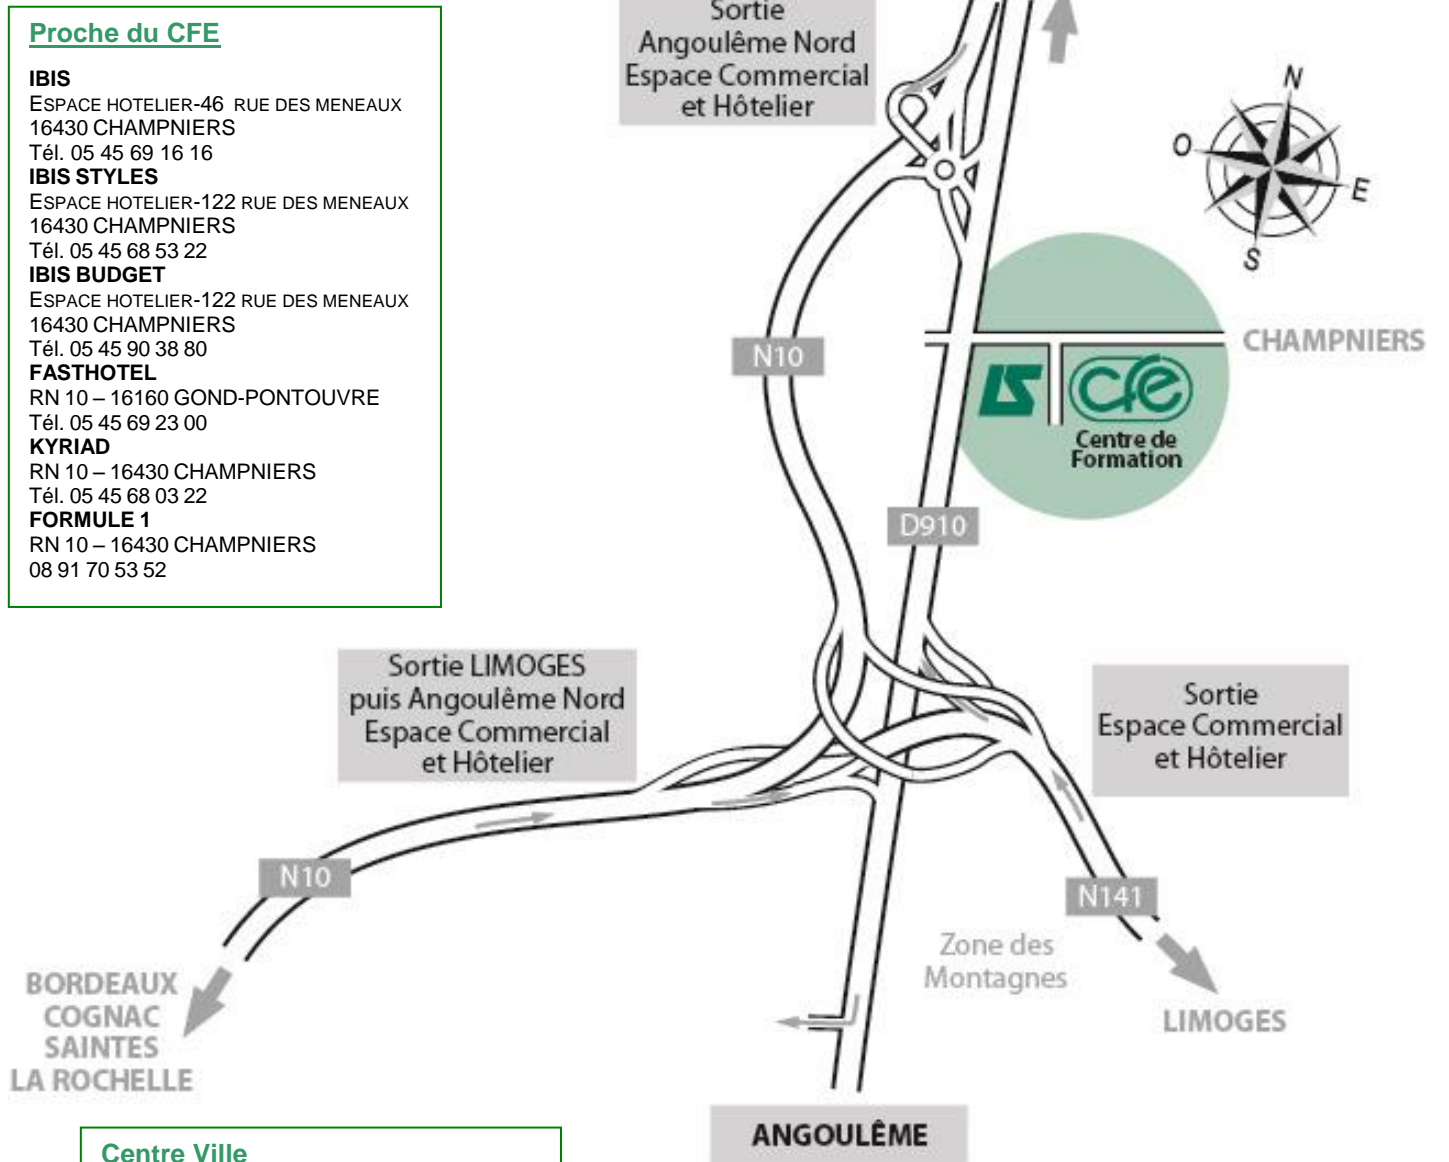 Proche du CFE
IBIS
ESPACE HOTELIER-46 RUE DES MENEAUX
16430 CHAMPNIERS
Tél. 05 45 69 16 16
IBIS STYLES
ESPACE HOTELIER-122 RUE DES MENEAUX
16430 CHAMPNIERS
Tél. 05 45 68 53 22
IBIS BUDGET
ESPACE HOTELIER-122 RUE DES MENEAUX
16430 CHAMPNIERS
Tél. 05 45 90 38 80
FASTHOTEL
RN 10 – 16160 GOND-PONTOUVRE
Tél. 05 45 69 23 00
KYRIAD
RN 10 – 16430 CHAMPNIERS
Tél. 05 45 68 03 22
FORMULE 1
RN 10 – 16430 CHAMPNIERS
08 91 70 53 52
Sortie
Angoulême Nord
Espace Commercial
et Hôtelier
N
O
E
S
N10
CHAMPNIERS
IS
cfe
Centre de
Formation
D910
Sortie LIMOGES
puis Angoulême Nord
Espace Commercial
et Hôtelier
Sortie
Espace Commercial
et Hôtelier
N10
N141
Zone des
Montagnes
BORDEAUX
COGNAC
SAINTES
LA ROCHELLE
LIMOGES
ANGOULÊME
Centre Ville